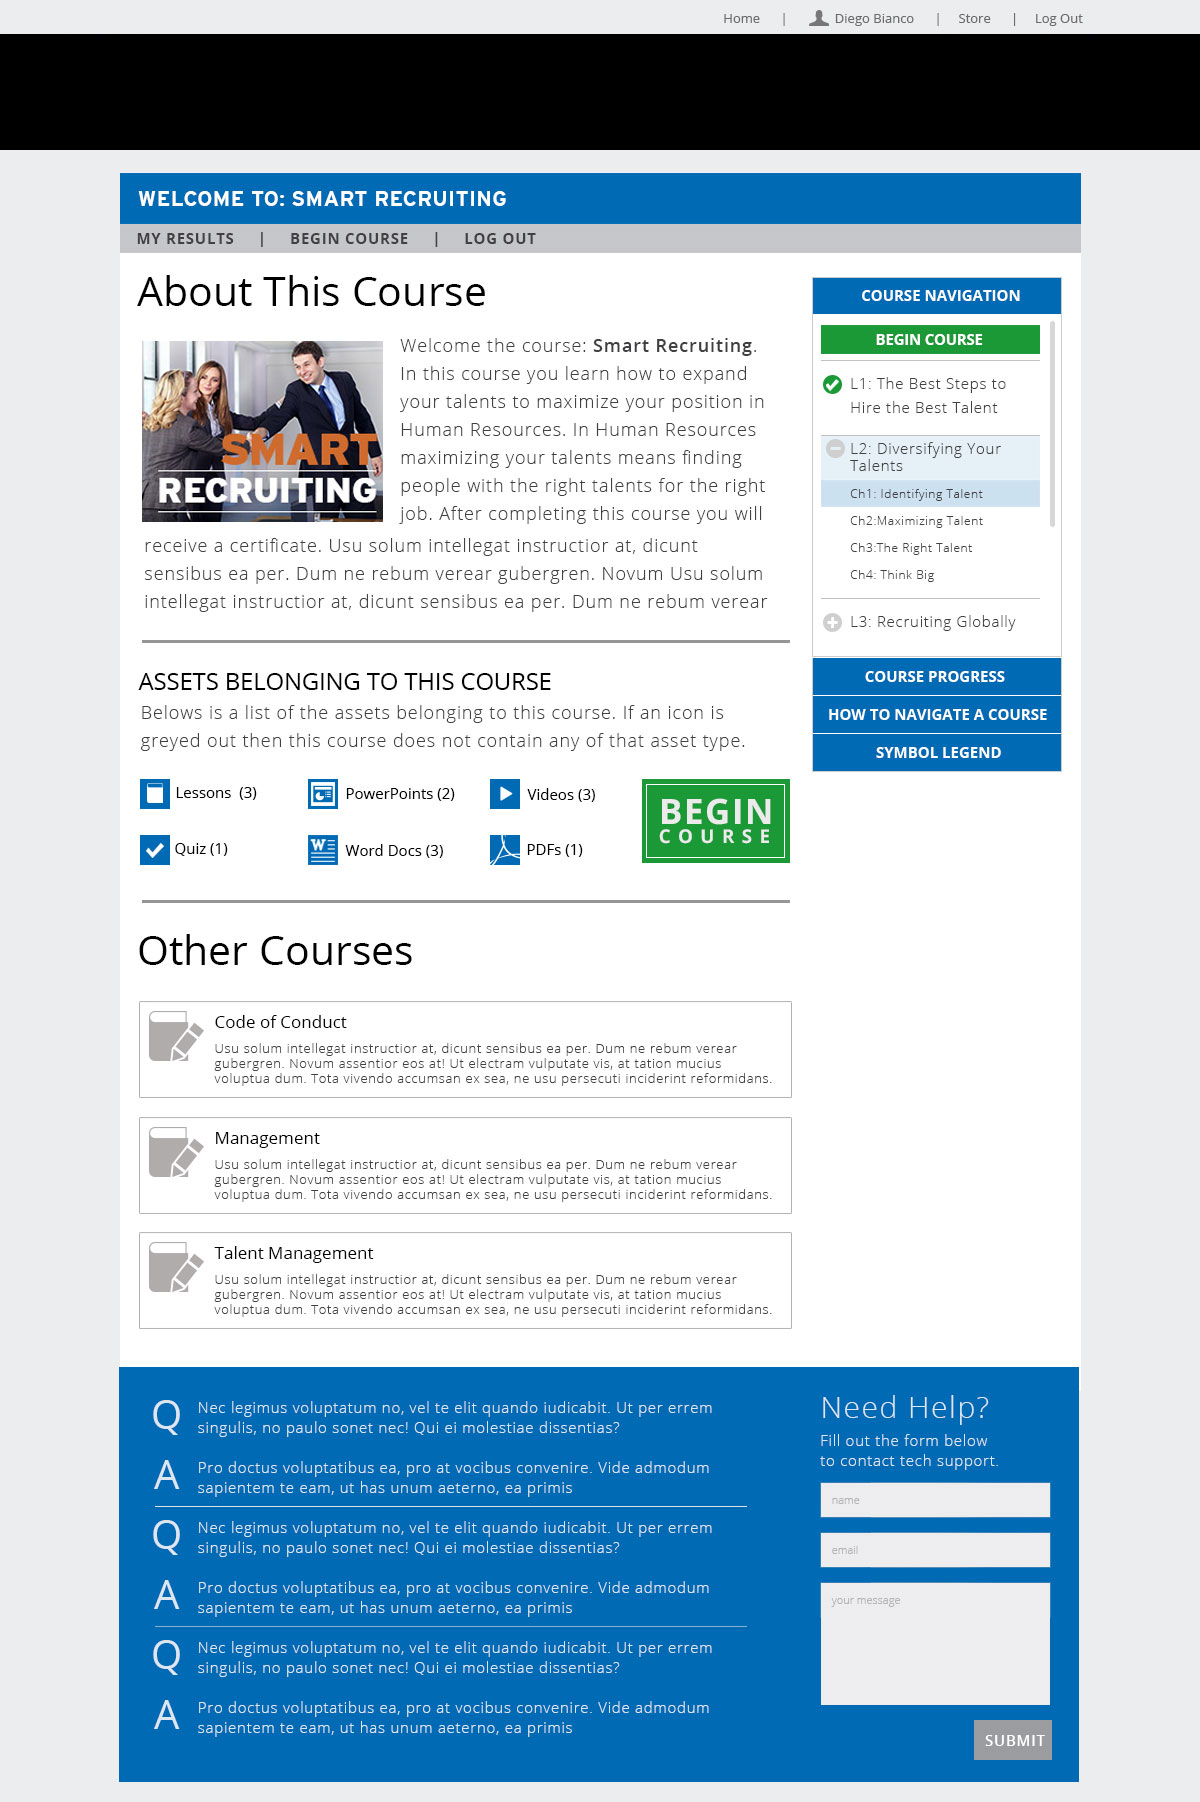 Home | Diego Bianco | Store | Log Out
WELCOME TO: SMART RECRUITING
MY RESULTS | BEGIN COURSE | LOG OUT
About This Course
SMART
RECRUITING
Welcome the course: Smart Recruiting.
In this course you learn how to expand
your talents to maximize your position in
Human Resources. In Human Resources
maximizing your talents means finding
people with the right talents for the right
job. After completing this course you will
receive a certificate. Usu solum intellegat instructior at, dicunt
sensibus ea per. Dum ne rebum verear gubergren. Novum Usu solum
intellegat instructior at, dicunt sensibus ea per. Dum ne rebum verear
ASSETS BELONGING TO THIS COURSE
Belows is a list of the assets belonging to this course. If an icon is
greyed out then this course does not contain any of that asset type.
Lessons (3)
PowerPoints (2)
Videos (3)
Quiz (1)
W
Word Docs (3)
PDFs (1)
BEGIN
COURSE
COURSE NAVIGATION
BEGIN COURSE
L1: The Best Steps to
Hire the Best Talent
L2: Diversifying Your
Talents
Ch1: Identifying Talent
Ch2:Maximizing Talent
Ch3:The Right Talent
Ch4: Think Big
L3: Recruiting Globally
COURSE PROGRESS
HOW TO NAVIGATE A COURSE
SYMBOL LEGEND
Other Courses
Code of Conduct
Usu solum intellegat instructior at, dicunt sensibus ea per. Dum ne rebum verear
gubergren. Novum assentior eos at! Ut electram vulputate vis, at tation mucius
voluptua dum. Tota vivendo accumsan ex sea, ne usu persecuti inciderint reformidans.
Management
Usu solum intellegat instructior at, dicunt sensibus ea per. Dum ne rebum verear
gubergren. Novum assentior eos at! Ut electram vulputate vis, at tation mucius
voluptua dum. Tota vivendo accumsan ex sea, ne usu persecuti inciderint reformidans.
Talent Management
Usu solum intellegat instructior at, dicunt sensibus ea per. Dum ne rebum verear
gubergren. Novum assentior eos at! Ut electram vulputate vis, at tation mucius
voluptua dum. Tota vivendo accumsan ex sea, ne usu persecuti inciderint reformidans.
Q Nec legimus voluptatum no, vel te elit quando iudicabit. Ut per errem
singulis, no paulo sonet nec! Qui ei molestiae dissentias?
A Pro doctus voluptatibus ea, pro at vocibus convenire. Vide admodum
sapientem te eam, ut has unum aeterno, ea primis
Q Nec legimus voluptatum no, vel te elit quando iudicabit. Ut per errem
singulis, no paulo sonet nec! Qui ei molestiae dissentias?
A Pro doctus voluptatibus ea, pro at vocibus convenire. Vide admodum
sapientem te eam, ut has unum aeterno, ea primis
Q Nec legimus voluptatum no, vel te elit quando iudicabit. Ut per errem
singulis, no paulo sonet nec! Qui ei molestiae dissentias?
A Pro doctus voluptatibus ea, pro at vocibus convenire. Vide admodum
sapientem te eam, ut has unum aeterno, ea primis
Need Help?
Fill out the form below
to contact tech support.
name
email
your message
SUBMIT